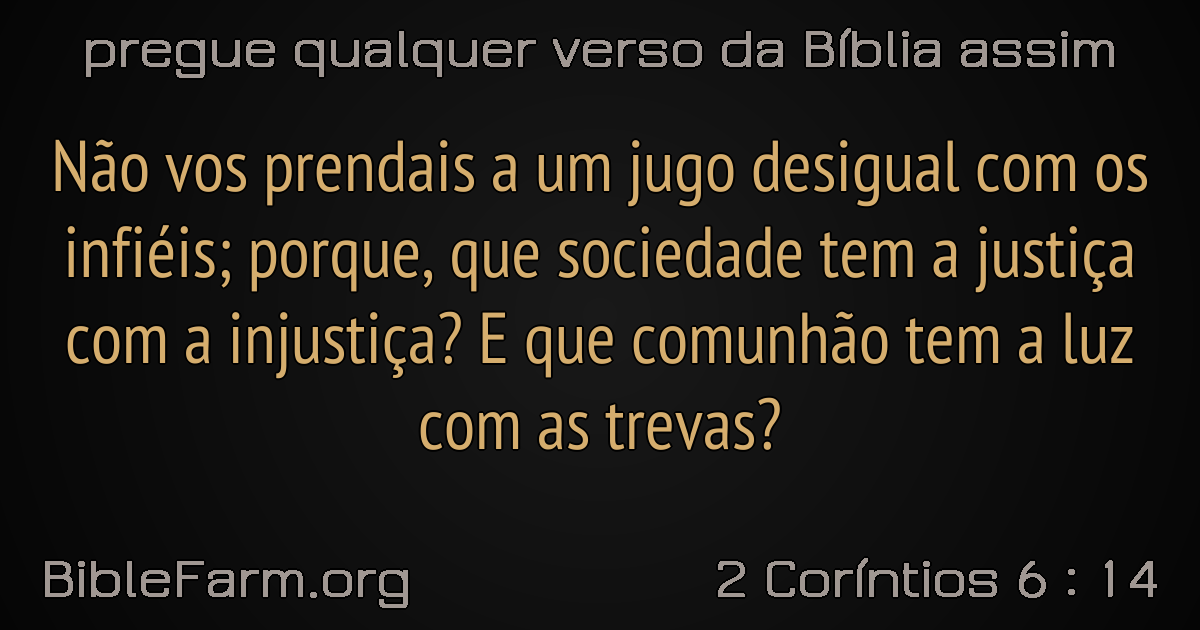 pregue qualquer verso da Bíblia assim
Não vos prendais a um jugo desigual com os
infiéis; porque, que sociedade tem a justiça
com a injustiça? E que comunhão tem a luz
com as trevas?
BibleFarm.org
2 Coríntios 6 : 14